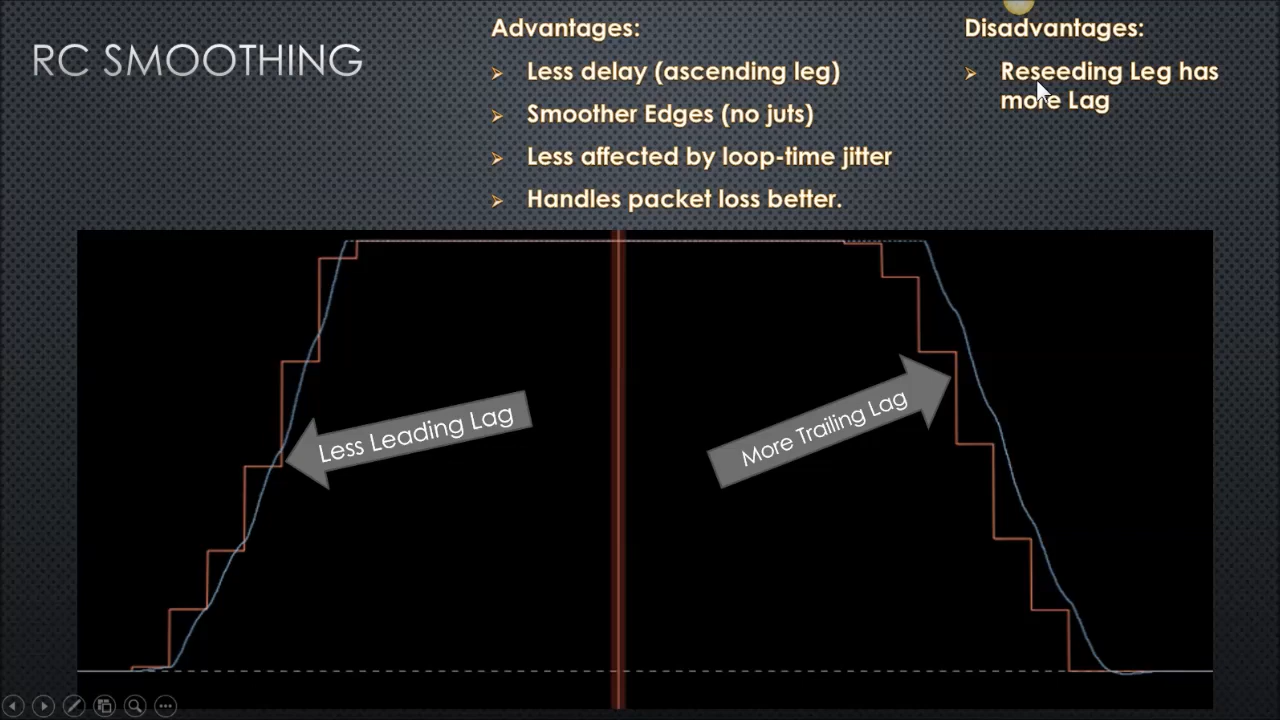 RC SMOOTHING
Advantages:
Less delay (ascending leg)
Smoother Edges (no juts)
Less affected by loop-time jitter
Handles packet loss better.
Disadvantages:
Reseeding Leg has
more Lag
Less Leading Lag
More Trailing Lag